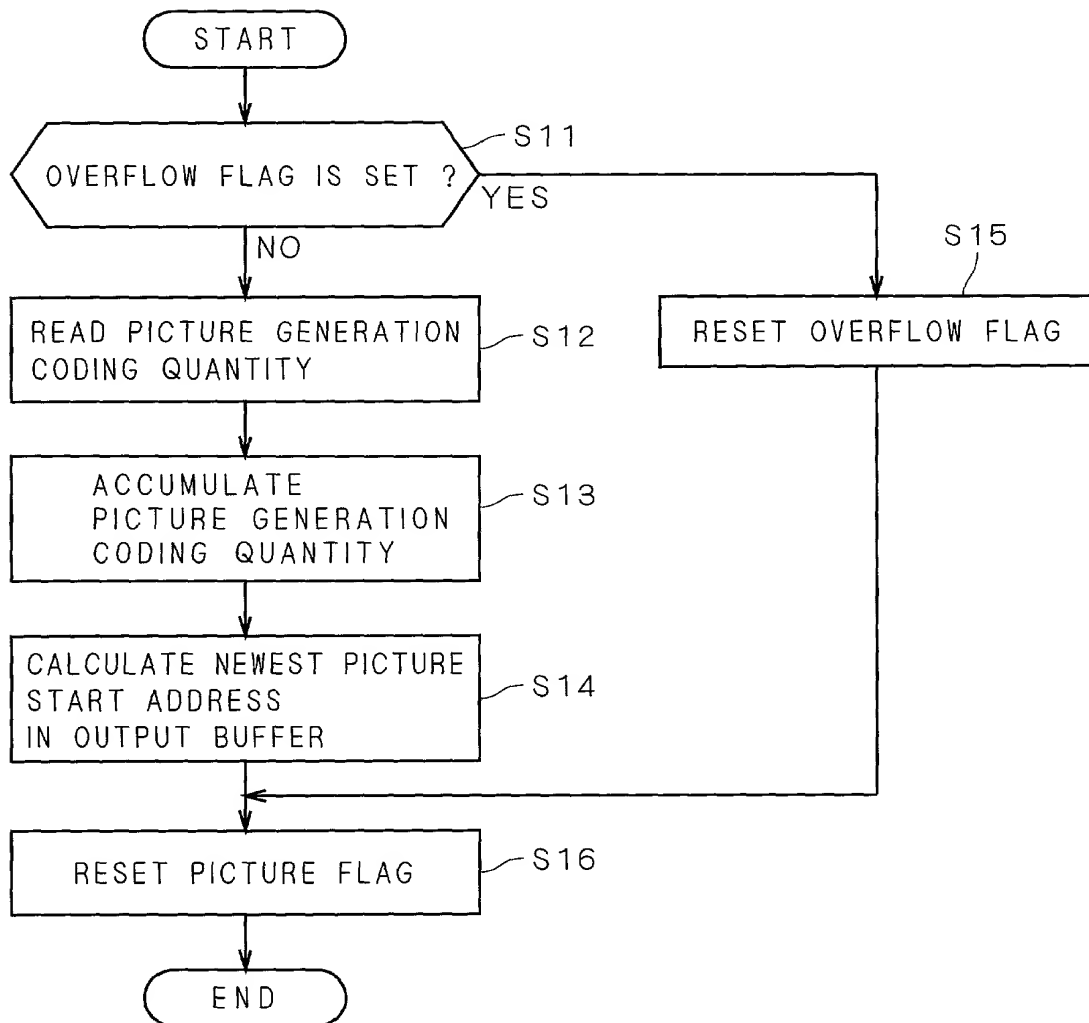 START
S11
OVERFLOW FLAG IS SET ?
YES
NO
S15
READ PICTURE GENERATION
CODING QUANTITY
S12
RESET OVERFLOW FLAG
ACCUMULATE
PICTURE GENERATION
CODING QUANTITY
S13
CALCULATE NEWEST PICTURE
START ADDRESS
IN OUTPUT BUFFER
S14
RESET PICTURE FLAG
S16
END